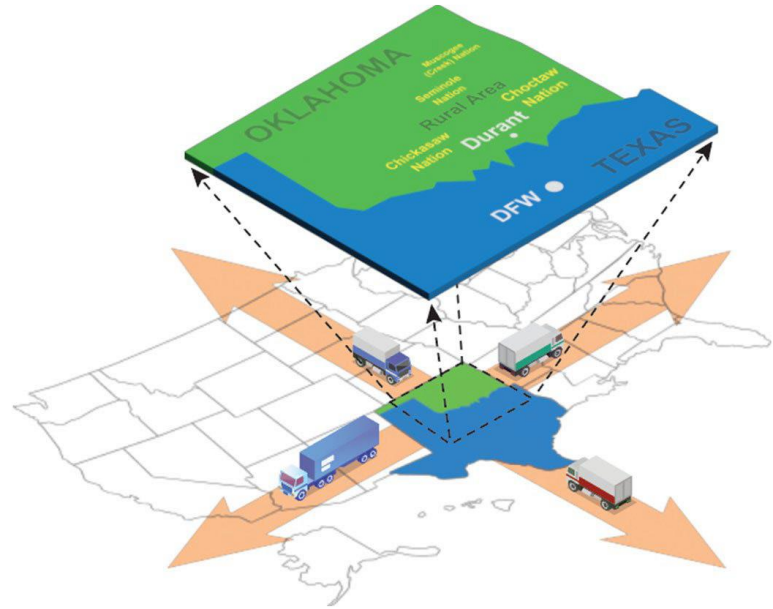 OKLAHOMA
Muscogee
(Creek) Nation
Seminole
Nation
Rural Area
Choctaw
Nation
Durant
Chickasaw
Nation
TEXAS
DFW